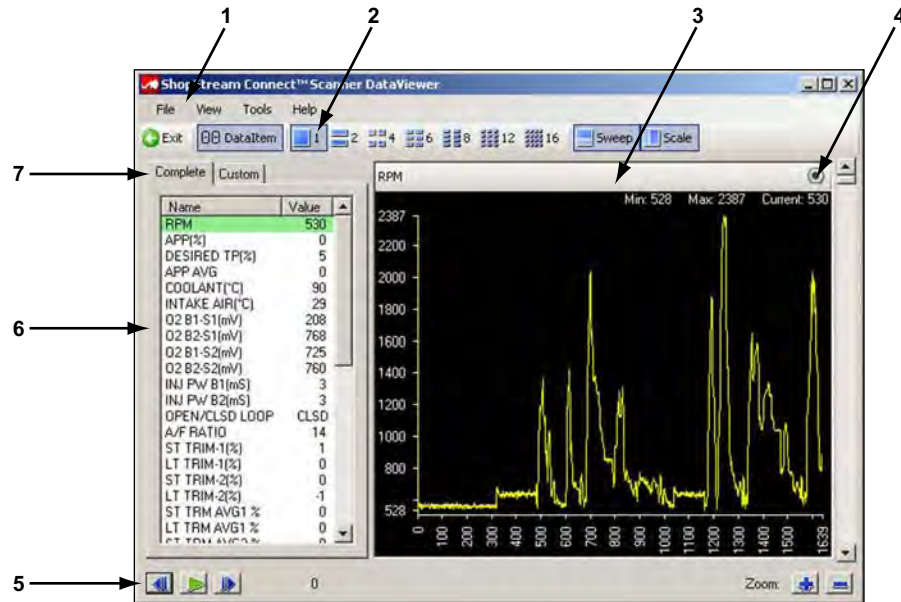 1
2
3
4
ShopStream Connect™ Scanner DataViewer
File View Tools Help
Exit DataItem 1 2 4 6 8 12 16 Sweep Scale
7
Complete Custom
RPM
Min: 528 Max: 2387 Current: 530
Name Value
RPM 530
APP(%) 0
DESIRED TP(%) 5
APP AVG 0
COOLANT(°C) 90
INTAKE AIR(°C) 29
O2 B1-S1(mV) 208
O2 B2-S1(mV) 768
O2 B1-S2(mV) 725
O2 B2-S2(mV) 760
INJ PW B1(mS) 3
INJ PW B2(mS) 3
OPEN/CLSD LOOP CLSD
A/F RATIO 14
ST TRIM-1(%) 1
LT TRIM-1(%) 0
ST TRIM-2(%) 0
LT TRIM-2(%) -1
ST TRM AVG1 % 0
LT TRM AVG1 % 0
ST TRM AVG2 % 0
6
2387
2200
2000
1800
1600
1400
1200
1000
800
528
0 100 200 300 400 500 600 700 800 900 1000 1100 1200 1300 1400 1500 1639
5
0
Zoom: